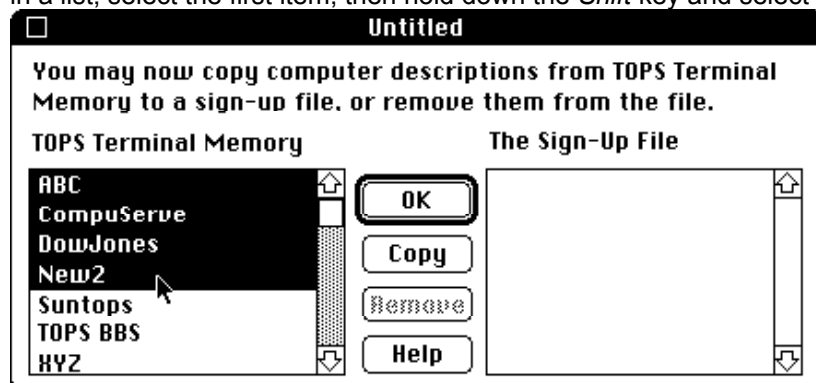 in a list, select the first item, then hold down the Shift key and select
Untitled
You may now copy computer descriptions from TOPS Terminal
Memory to a sign-up file, or remove them from the file.
TOPS Terminal Memory
The Sign-Up File
ABC
CompuServe
DowJones
New2
Suntops
TOPS BBS
XYZ
OK
Copy
Remove
Help